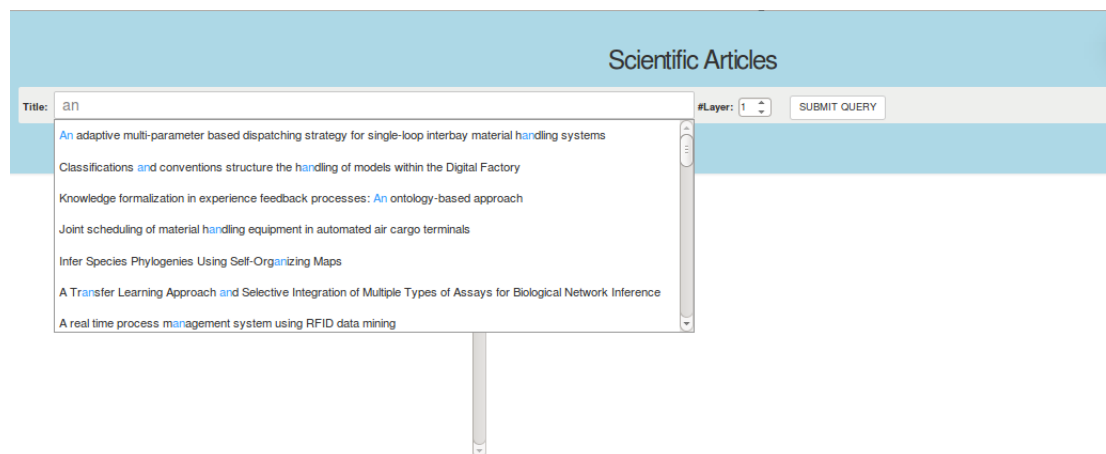 Scientific Articles
Title: an #Layer: 1 SUBMIT QUERY
An adaptive multi-parameter based dispatching strategy for single-loop interbay material handling systems
Classifications and conventions structure the handling of models within the Digital Factory
Knowledge formalization in experience feedback processes: An ontology-based approach
Joint scheduling of material handling equipment in automated air cargo terminals
Infer Species Phylogenies Using Self-Organizing Maps
A Transfer Learning Approach and Selective Integration of Multiple Types of Assays for Biological Network Inference
A real time process management system using RFID data mining